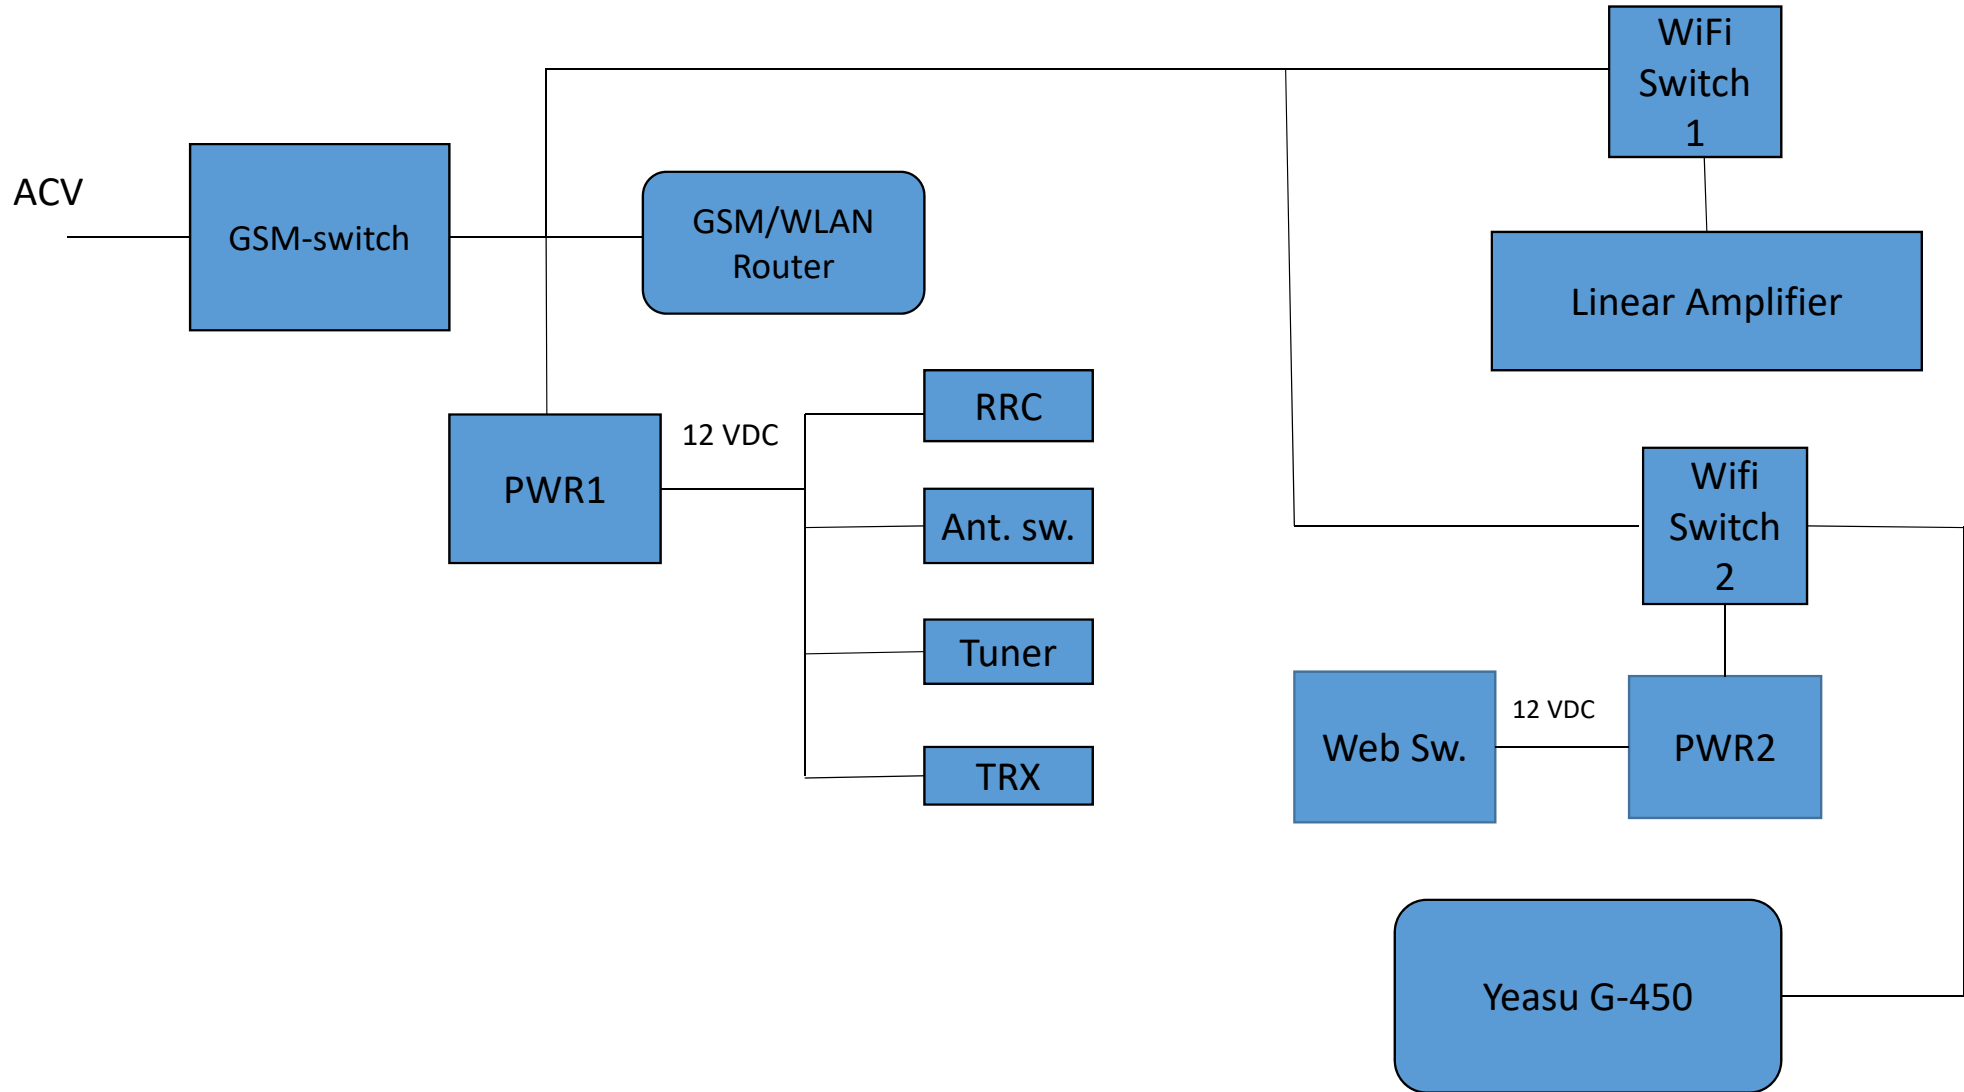 WiFi
Switch
1
ACV
GSM-switch
GSM/WLAN
Router
Linear Amplifier
RRC
12 VDC
PWR1
Ant. sw.
Wifi
Switch
2
Tuner
12 VDC
Web Sw.
PWR2
TRX
Yeasu G-450